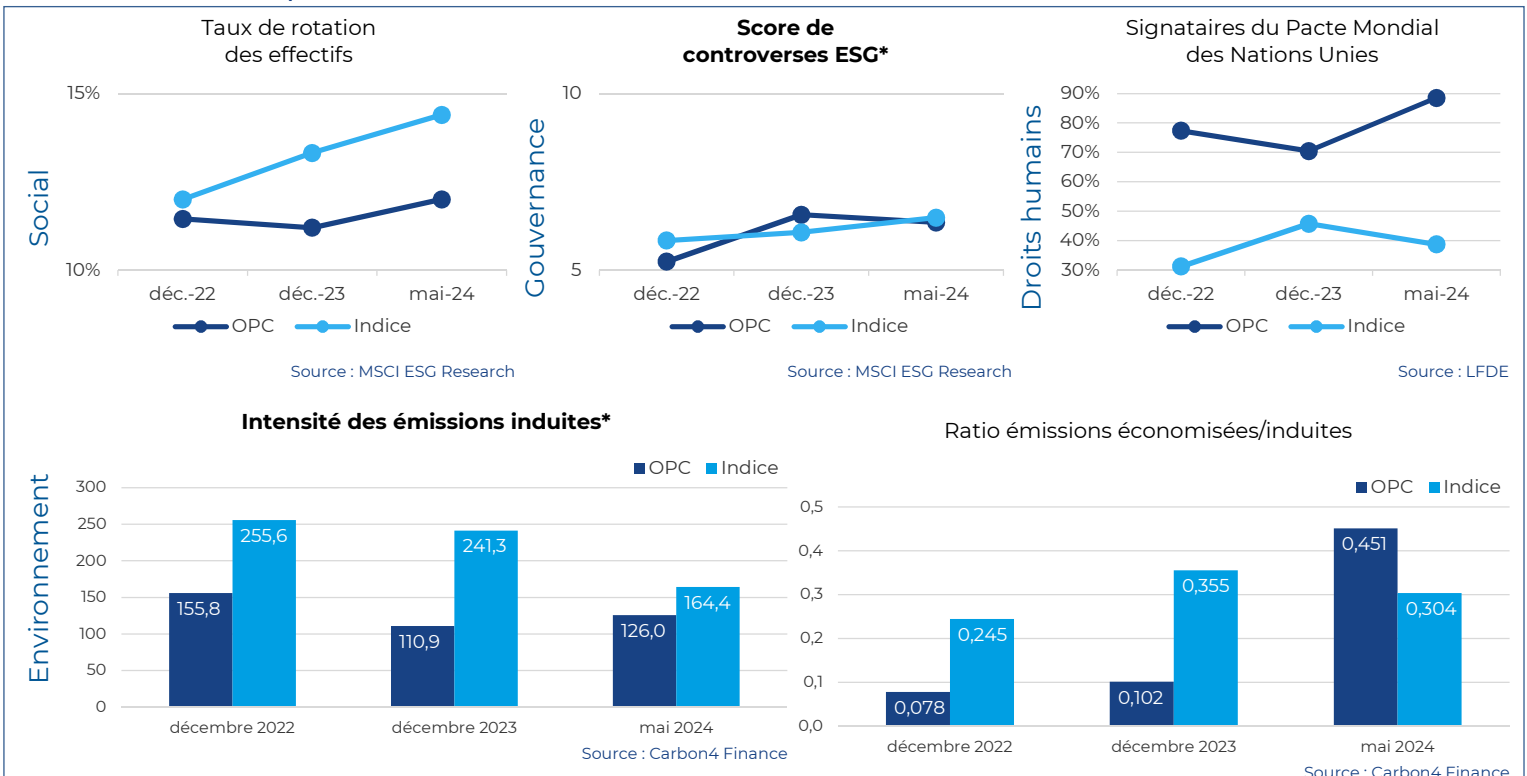 Taux de rotation
des effectifs
15%
10%
Social
déc.-22 déc.-23 mai-24
OPC Indice
Source : MSCI ESG Research
Score de
controverses ESG*
10
5
Gouvernance
déc.-22 déc.-23 mai-24
OPC Indice
Source : MSCI ESG Research
Signataires du Pacte Mondial
des Nations Unies
90%
80%
70%
60%
50%
40%
30%
Droits humains
déc.-22 déc.-23 mai-24
OPC Indice
Source : LFDE
Intensité des émissions induites*
OPC Indice
Environnement
300
250
200
150
100
50
0
155,8 255,6
110,9 241,3
126,0 164,4
décembre 2022 décembre 2023 mai 2024
Source : Carbon4 Finance
Ratio émissions économisées/induites
OPC Indice
0,5
0,4
0,3
0,2
0,1
0,0
0,078 0,245
0,102 0,355
0,451 0,304
décembre 2022 décembre 2023 mai 2024
Source : Carbon4 Finance